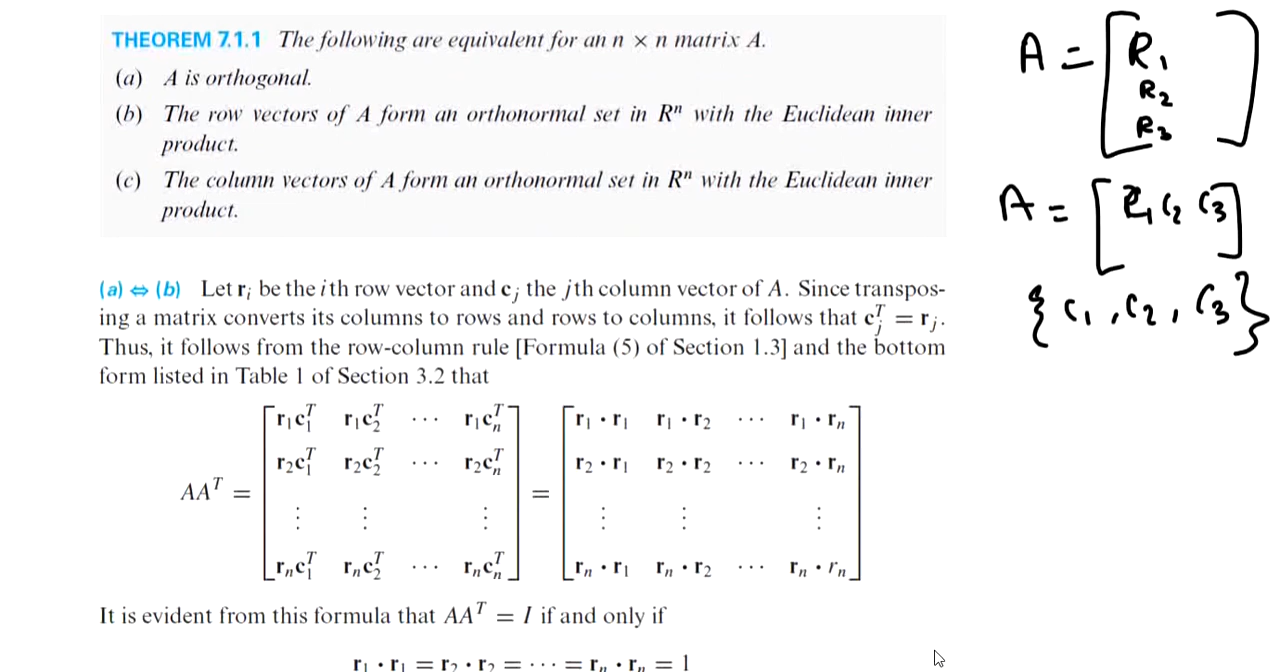 THEOREM 7.1.1 The following are equivalent for an n × n matrix A.
(a) A is orthogonal.
(b) The row vectors of A form an orthonormal set in Rⁿ with the Euclidean inner
product.
(c) The column vectors of A form an orthonormal set in Rⁿ with the Euclidean inner
product.
(a) ⇔ (b) Let rᵢ be the ith row vector and cⱼ the jth column vector of A. Since transpos-
ing a matrix converts its columns to rows and rows to columns, it follows that cⱼᵀ = rⱼ.
Thus, it follows from the row-column rule [Formula (5) of Section 1.3] and the bottom
form listed in Table 1 of Section 3.2 that
r₁c₁ᵀ r₁c₂ᵀ ⋯ r₁cₙᵀ r₁ • r₁ r₁ • r₂ ⋯ r₁ • rₙ
r₂c₁ᵀ r₂c₂ᵀ ⋯ r₂cₙᵀ r₂ • r₁ r₂ • r₂ ⋯ r₂ • rₙ
AAᵀ = =
⋮ ⋮ ⋮ ⋮ ⋮ ⋮
rₙc₁ᵀ rₙc₂ᵀ ⋯ rₙcₙᵀ rₙ • r₁ rₙ • r₂ ⋯ rₙ • rₙ
It is evident from this formula that AAᵀ = I if and only if
r₁ • r₁ = r₂ • r₂ = ⋯ = rₙ • rₙ = 1
A = [R₁
R₂
R₃]
A = [C₁ C₂ C₃]
{C₁, C₂, C₃}